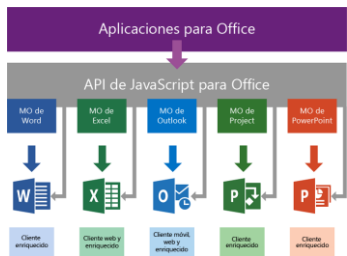 Aplicaciones para Office
API de JavaScript para Office
MO de
Word
MO de
Excel
MO de
Outlook
MO de
Project
MO de
PowerPoint
W
X
O
P
P
Cliente
enriquecido
Cliente web y
enriquecido
Cliente móvil,
web y
enriquecido
Cliente
enriquecido
Cliente
enriquecido